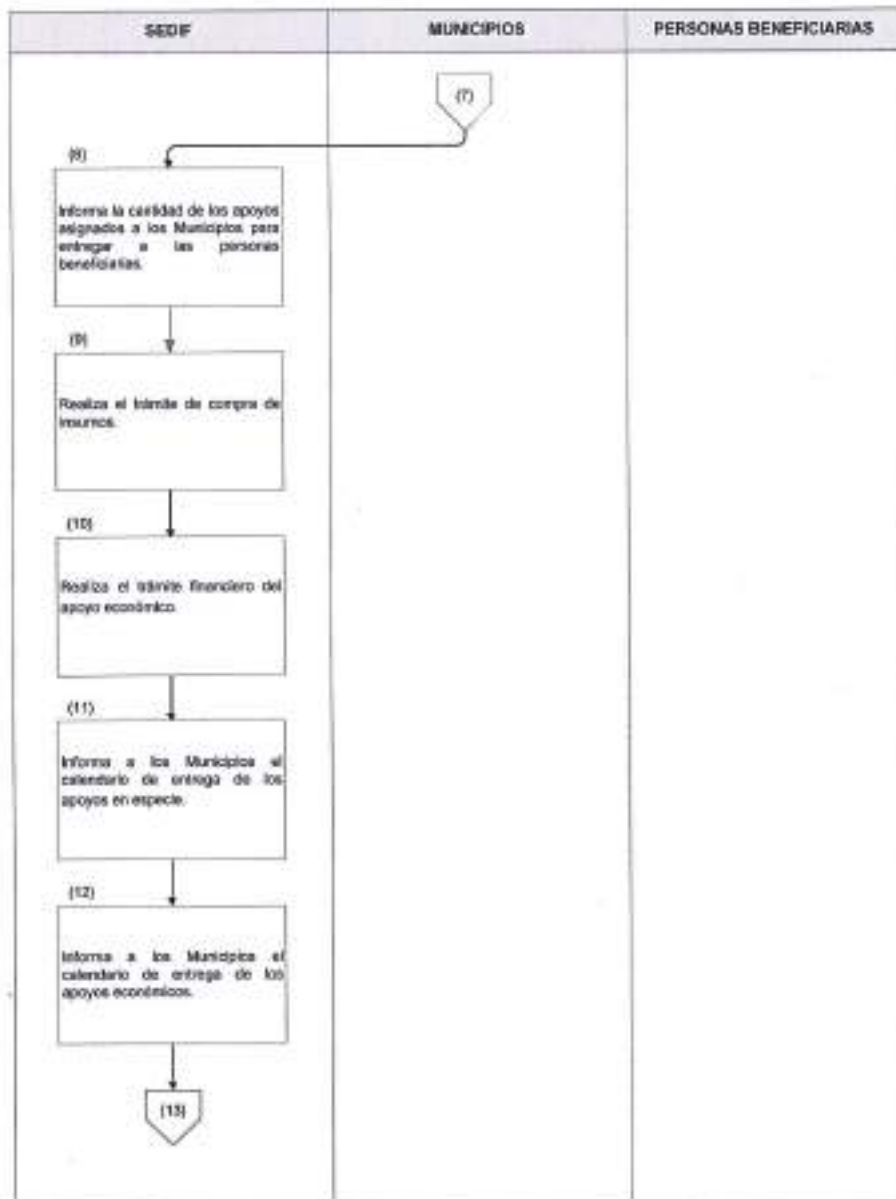 SEDIF
MUNICIPIOS
PERSONAS BENEFICIARIAS
(7)
(8)
Informa la cantidad de los apoyos
asignados a los Municipios para
entregar a las personas
beneficiarias.
(9)
Realiza el trámite de compra de
insumos.
(10)
Realiza el trámite financiero del
apoyo económico.
(11)
Informa a los Municipios el
calendario de entrega de los
apoyos en especie.
(12)
Informa a los Municipios el
calendario de entrega de los
apoyos económicos.
(13)